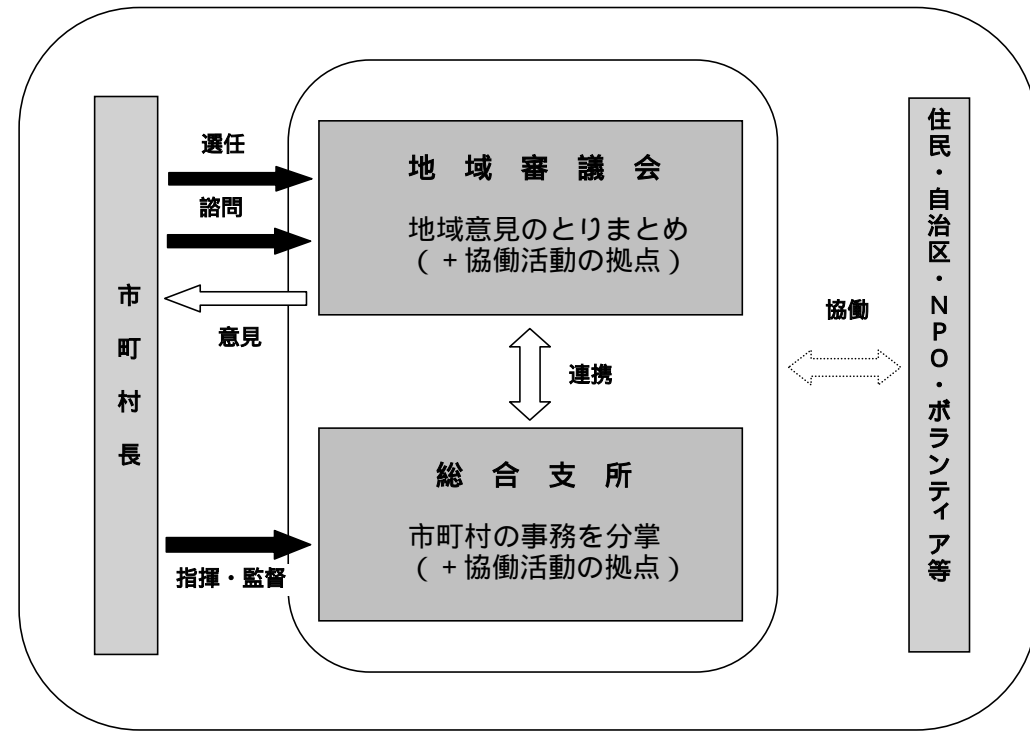 市町村長
選任
諮問
意見
指揮・監督
地域審議会
地域意見のとりまとめ
(+協働活動の拠点)
連携
総合支所
市町村の事務を分掌
(+協働活動の拠点)
協働
住民・自治区・NPO・ボランティア等